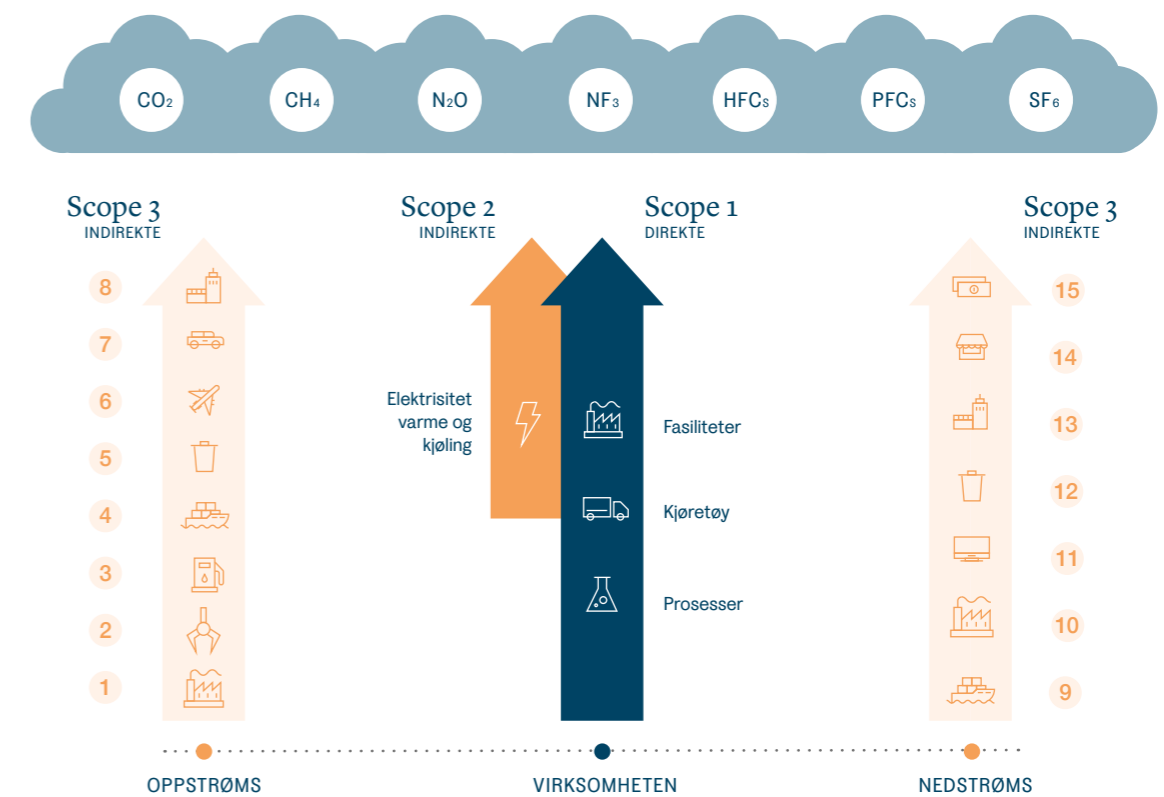 CO2
CH4
N2O
NF3
HFCs
PFCs
SF6
Scope 3
INDIREKTE
8
7
6
5
4
3
2
1
Scope 2
INDIREKTE
Elektrisitet
varme og
kjøling
Scope 1
DIREKTE
Fasiliteter
Kjøretøy
Prosesser
Scope 3
INDIREKTE
15
14
13
12
11
10
9
OPPSTRØMS
VIRKSOMHETEN
NEDSTRØMS